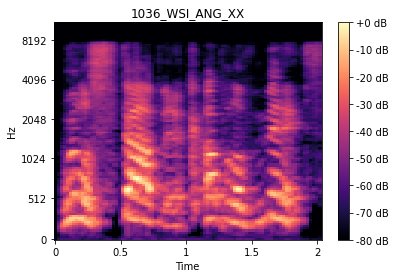 1036_WSI_ANG_XX
Hz
8192
4096
2048
1024
512
0
0
0.5
1
1.5
2
Time
+0 dB
-10 dB
-20 dB
-30 dB
-40 dB
-50 dB
-60 dB
-70 dB
-80 dB